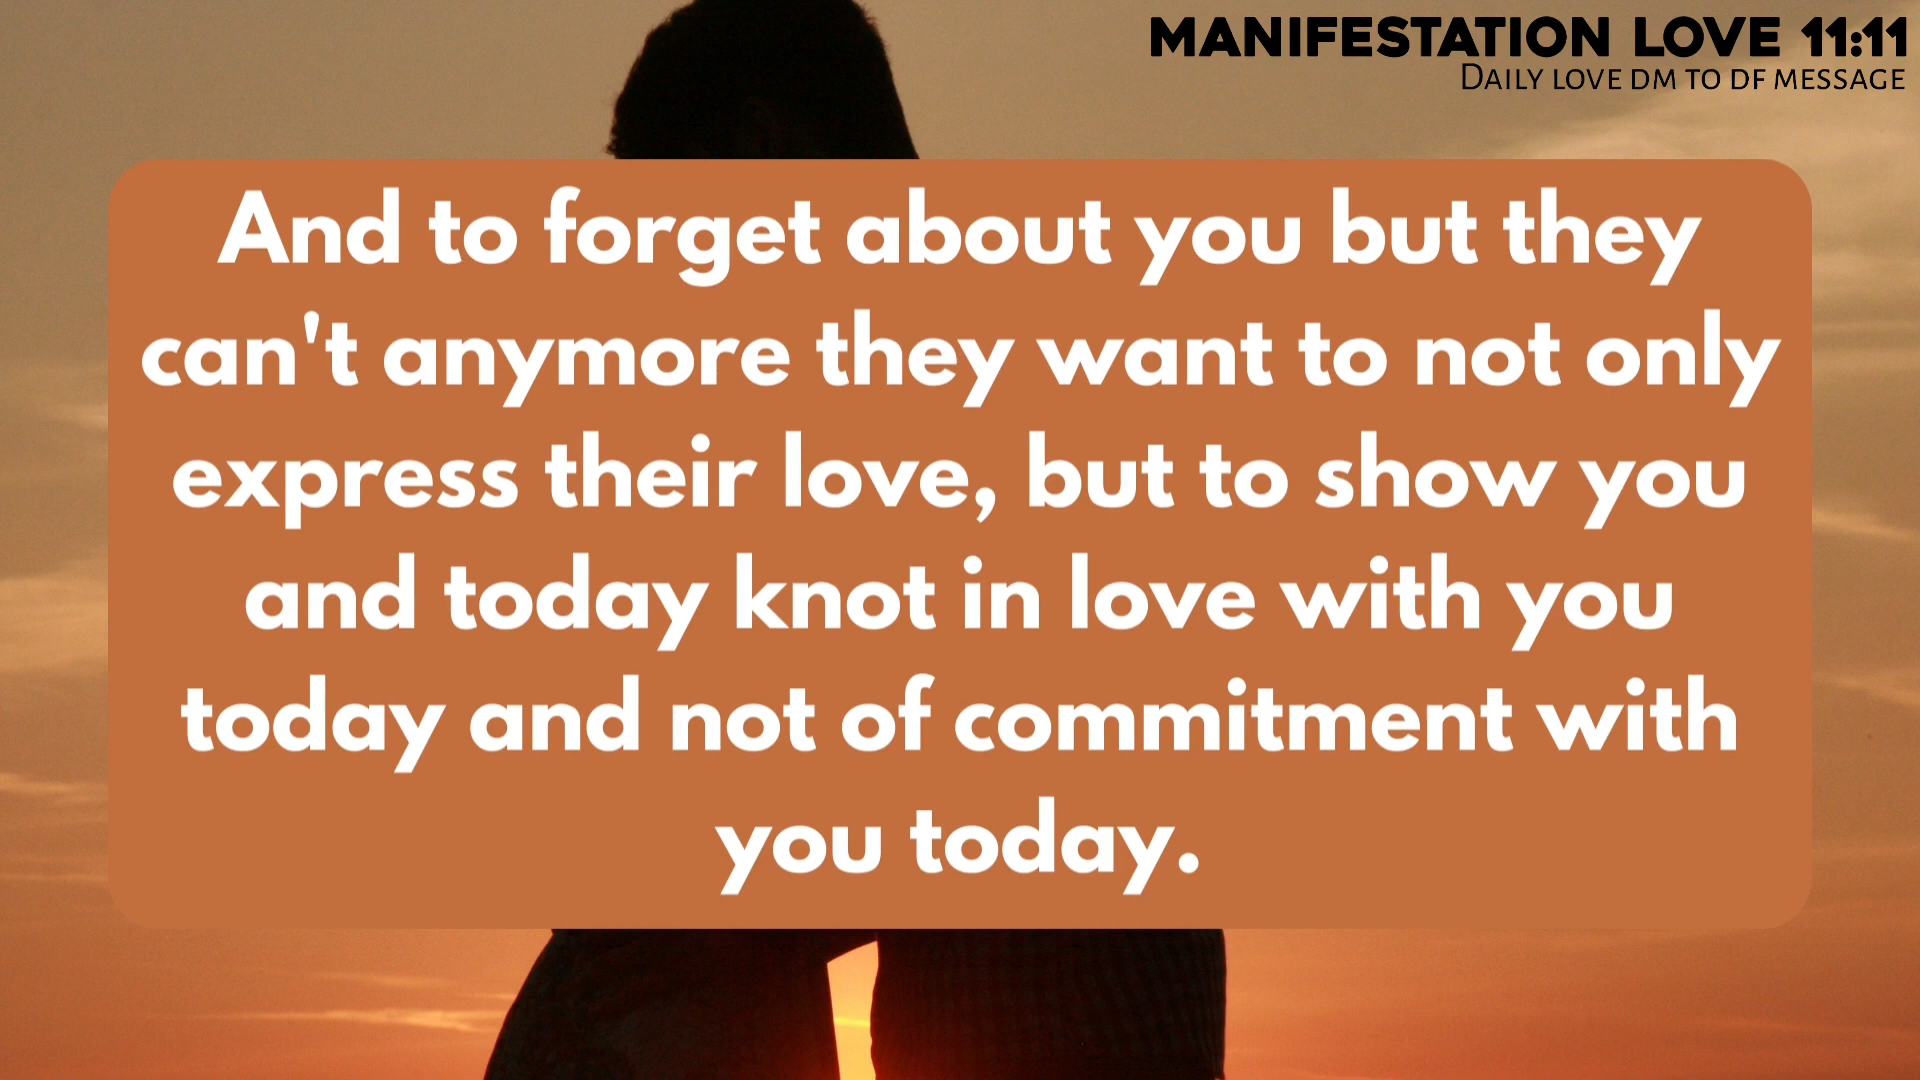 MANIFESTATION LOVE 11:11
DAILY LOVE DM TO DF MESSAGE
And to forget about you but they
can't anymore they want to not only
express their love, but to show you
and today knot in love with you
today and not of commitment with
you today.